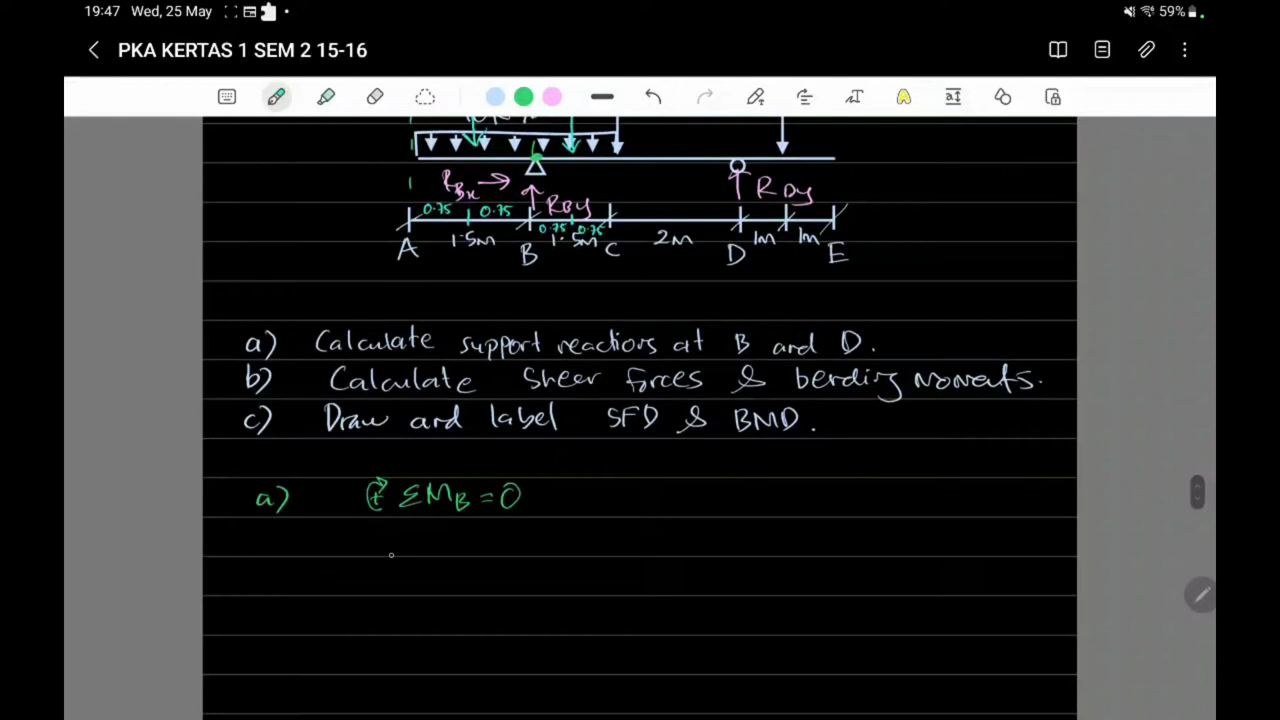 19:47 Wed, 25 May 59%
PKA KERTAS 1 SEM 2 15-16
RBx RBy RDy
0.75 0.75 0.75 0.75
1.5m 1.5m 2m 1m 1m
A B C D E
a) Calculate support reactions at B and D.
b) Calculate Shear forces & bending moments.
c) Draw and label SFD & BMD.
a) + ΣMB = 0